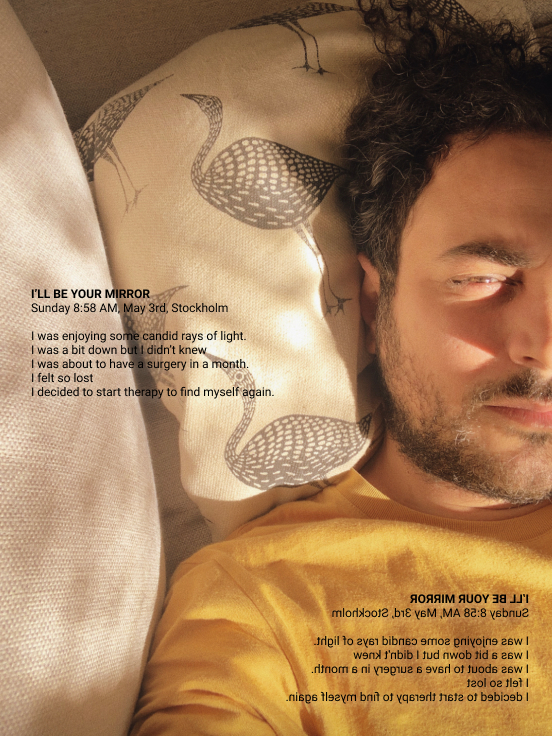 I'LL BE YOUR MIRROR
Sunday 8:58 AM, May 3rd, Stockholm
I was enjoying some candid rays of light.
I was a bit down but I didn't knew
I was about to have a surgery in a month.
I felt so lost
I decided to start therapy to find myself again.
I'LL BE YOUR MIRROR
Sunday 8:58 AM, May 3rd, Stockholm
I was enjoying some candid rays of light.
I was a bit down but I didn't knew
I was about to have a surgery in a month.
I felt so lost
I decided to start therapy to find myself again.